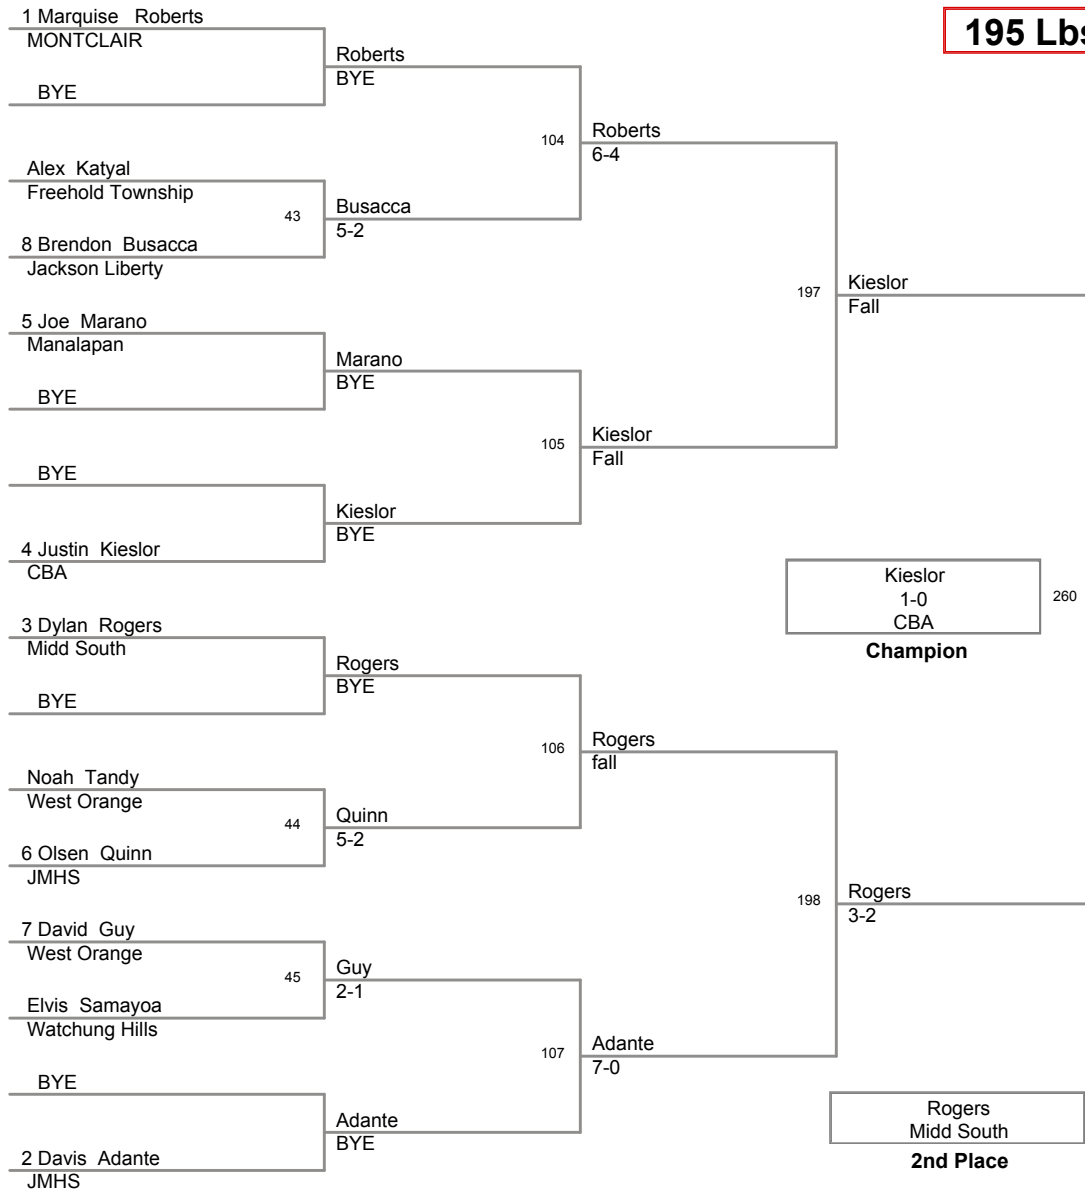 1 Marquise Roberts
MONTCLAIR
BYE
Roberts
BYE
Alex Katyal
Freehold Township
8 Brendon Busacca
Jackson Liberty
43
Busacca
5-2
104
Roberts
6-4
5 Joe Marano
Manalapan
BYE
Marano
BYE
BYE
4 Justin Kieslor
CBA
Kieslor
BYE
105
Kieslor
Fall
197
Kieslor
Fall
195 Lbs
3 Dylan Rogers
Midd South
BYE
Rogers
BYE
Noah Tandy
West Orange
6 Olsen Quinn
JMHS
44
Quinn
5-2
106
Rogers
fall
7 David Guy
West Orange
Elvis Samayoa
Watchung Hills
45
Guy
2-1
BYE
2 Davis Adante
JMHS
Adante
BYE
107
Adante
7-0
198
Rogers
3-2
Kieslor
1-0
CBA
260
Champion
Rogers
Midd South
2nd Place